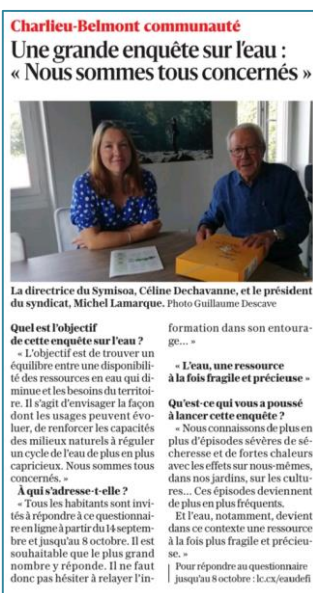 Charlieu-Belmont communauté
Une grande enquête sur l'eau :
« Nous sommes tous concernés »
La directrice du Symisoa, Céline Dechavanne, et le président
du syndicat, Michel Lamarque. Photo Guillaume Descave
Quel est l'objectif
de cette enquête sur l'eau ?
« L'objectif est de trouver un
équilibre entre une disponibili-
té des ressources en eau qui di-
minue et les besoins du territoi-
re. Il s'agit d'envisager la façon
dont les usages peuvent évo-
luer, de renforcer les capacités
des milieux naturels à réguler
un cycle de l'eau de plus en plus
capricieux. Nous sommes tous
concernés. »
À qui s'adresse-t-elle ?
« Tous les habitants sont invi-
tés à répondre à ce questionnai-
re en ligne à partir du 14 septem-
bre et jusqu'au 8 octobre. Il est
souhaitable que le plus grand
nombre y réponde. Il ne faut
donc pas hésiter à relayer l'in-
formation dans son entoura-
ge... »
« L'eau, une ressource
à la fois fragile et précieuse »
Qu'est-ce qui vous a poussé
à lancer cette enquête ?
« Nous connaissons de plus en
plus d'épisodes sévères de sé-
cheresse et de fortes chaleurs
avec les effets sur nous-mêmes,
dans nos jardins, sur les cultu-
res... Ces épisodes deviennent
de plus en plus fréquents.
Et l'eau, notamment, devient
dans ce contexte une ressource
à la fois plus fragile et précieu-
se. »
Pour répondre au questionnaire
jusqu'au 8 octobre : lc.cx/eaudefi